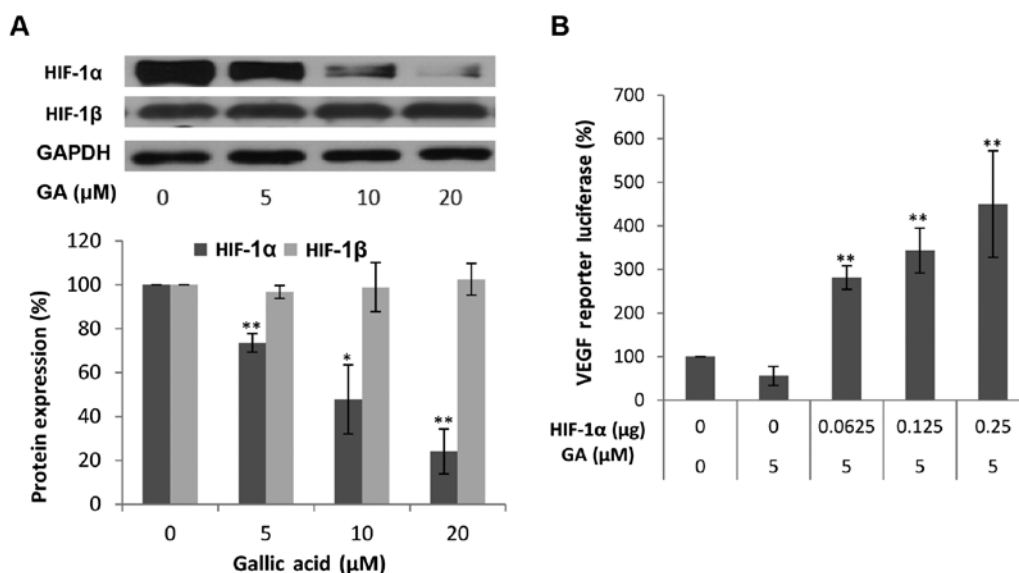 A
HIF-1α
HIF-1β
GAPDH
GA (μM) 0 5 10 20
HIF-1α HIF-1β
Protein expression (%)
120
100
80
60
40
20
0
**
*
**
0 5 10 20
Gallic acid (μM)
B
VEGF reporter luciferase (%)
700
600
500
400
300
200
100
0
**
**
**
HIF-1α (μg) 0 0 0.0625 0.125 0.25
GA (μM) 0 5 5 5 5